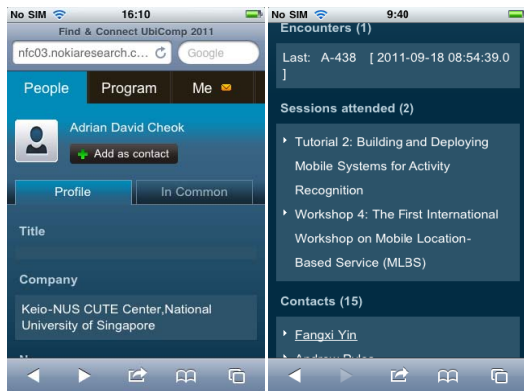 No SIM 16:10
Find & Connect UbiComp 2011
nfc03.nokiaresearch.c... Google
People Program Me
Adrian David Cheok
Add as contact
Profile In Common
Title
Company
Keio-NUS CUTE Center,National
University of Singapore
No SIM 9:40
Encounters (1)
Last: A-438 [ 2011-09-18 08:54:39.0
]
Sessions attended (2)
Tutorial 2: Building and Deploying
Mobile Systems for Activity
Recognition
Workshop 4: The First International
Workshop on Mobile Location-
Based Service (MLBS)
Contacts (15)
Fangxi Yin